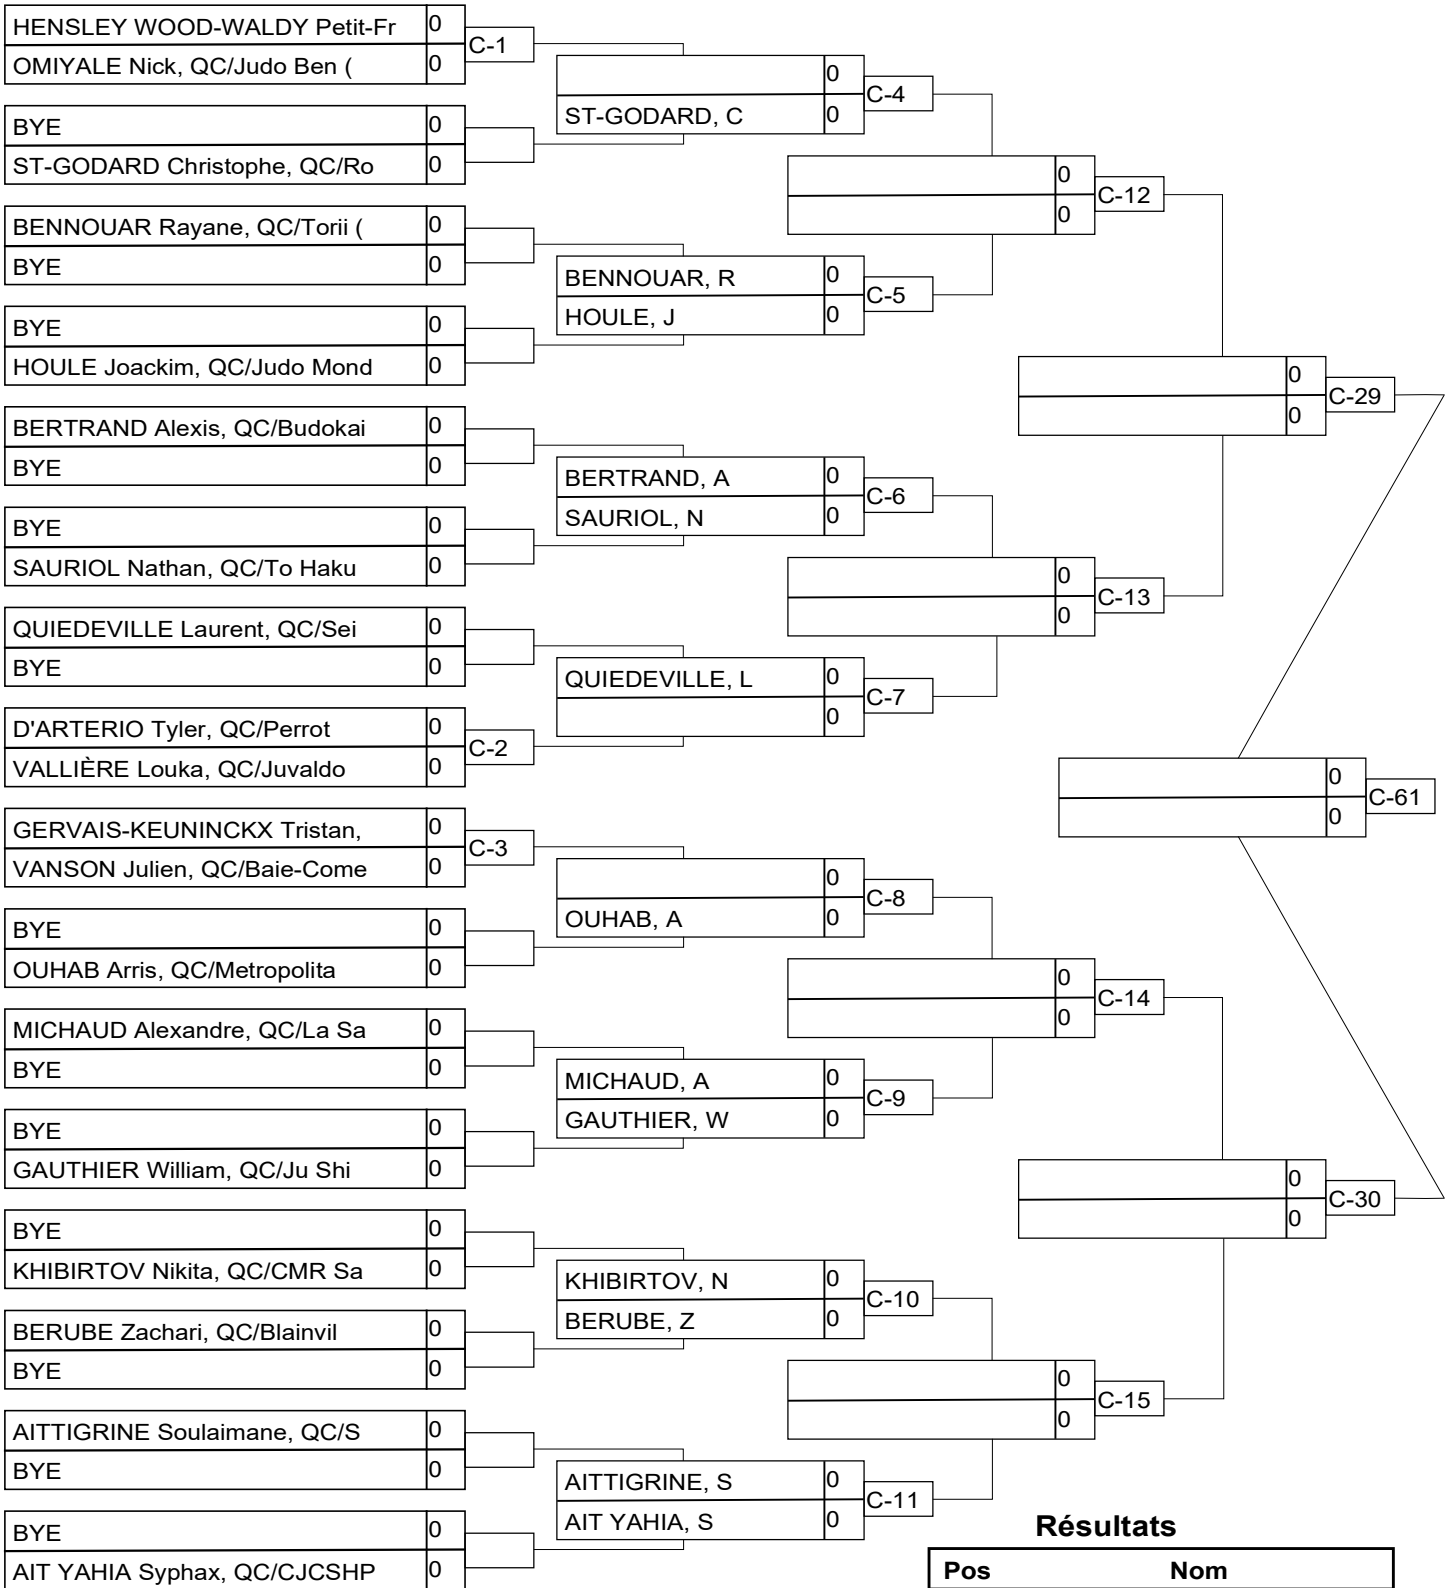 HENSLEY WOOD-WALDY Petit-Fr 0
OMIYALE Nick, QC/Judo Ben ( 0
C-1
BYE 0
ST-GODARD Christophe, QC/Ro 0
BENNOUAR Rayane, QC/Torii ( 0
BYE 0
BYE 0
HOULE Joackim, QC/Judo Mond 0
BERTRAND Alexis, QC/Budokai 0
BYE 0
BYE 0
SAURIOL Nathan, QC/To Haku 0
QUIEDEVILLE Laurent, QC/Sei 0
BYE 0
D'ARTERIO Tyler, QC/Perrot 0
VALLIÈRE Louka, QC/Juvaldo 0
C-2
GERVAIS-KEUNINCKX Tristan, 0
VANSON Julien, QC/Baie-Come 0
C-3
BYE 0
OUHAB Arris, QC/Metropolita 0
MICHAUD Alexandre, QC/La Sa 0
BYE 0
BYE 0
GAUTHIER William, QC/Ju Shi 0
BYE 0
KHIBIRTOV Nikita, QC/CMR Sa 0
BERUBE Zachari, QC/Blainvil 0
BYE 0
AITTIGRINE Soulaimane, QC/S 0
BYE 0
BYE 0
AIT YAHIA Syphax, QC/CJCSHP 0
0
ST-GODARD, C 0
C-4
BENNOUAR, R 0
HOULE, J 0
C-5
BERTRAND, A 0
SAURIOL, N 0
C-6
QUIEDEVILLE, L 0
0
C-7
0
OUHAB, A 0
C-8
MICHAUD, A 0
GAUTHIER, W 0
C-9
KHIBIRTOV, N 0
BERUBE, Z 0
C-10
AITTIGRINE, S 0
AIT YAHIA, S 0
C-11
0
0
C-12
0
0
C-13
0
0
C-14
0
0
C-15
0
0
C-29
0
0
C-30
0
0
C-61
Résultats
Pos Nom